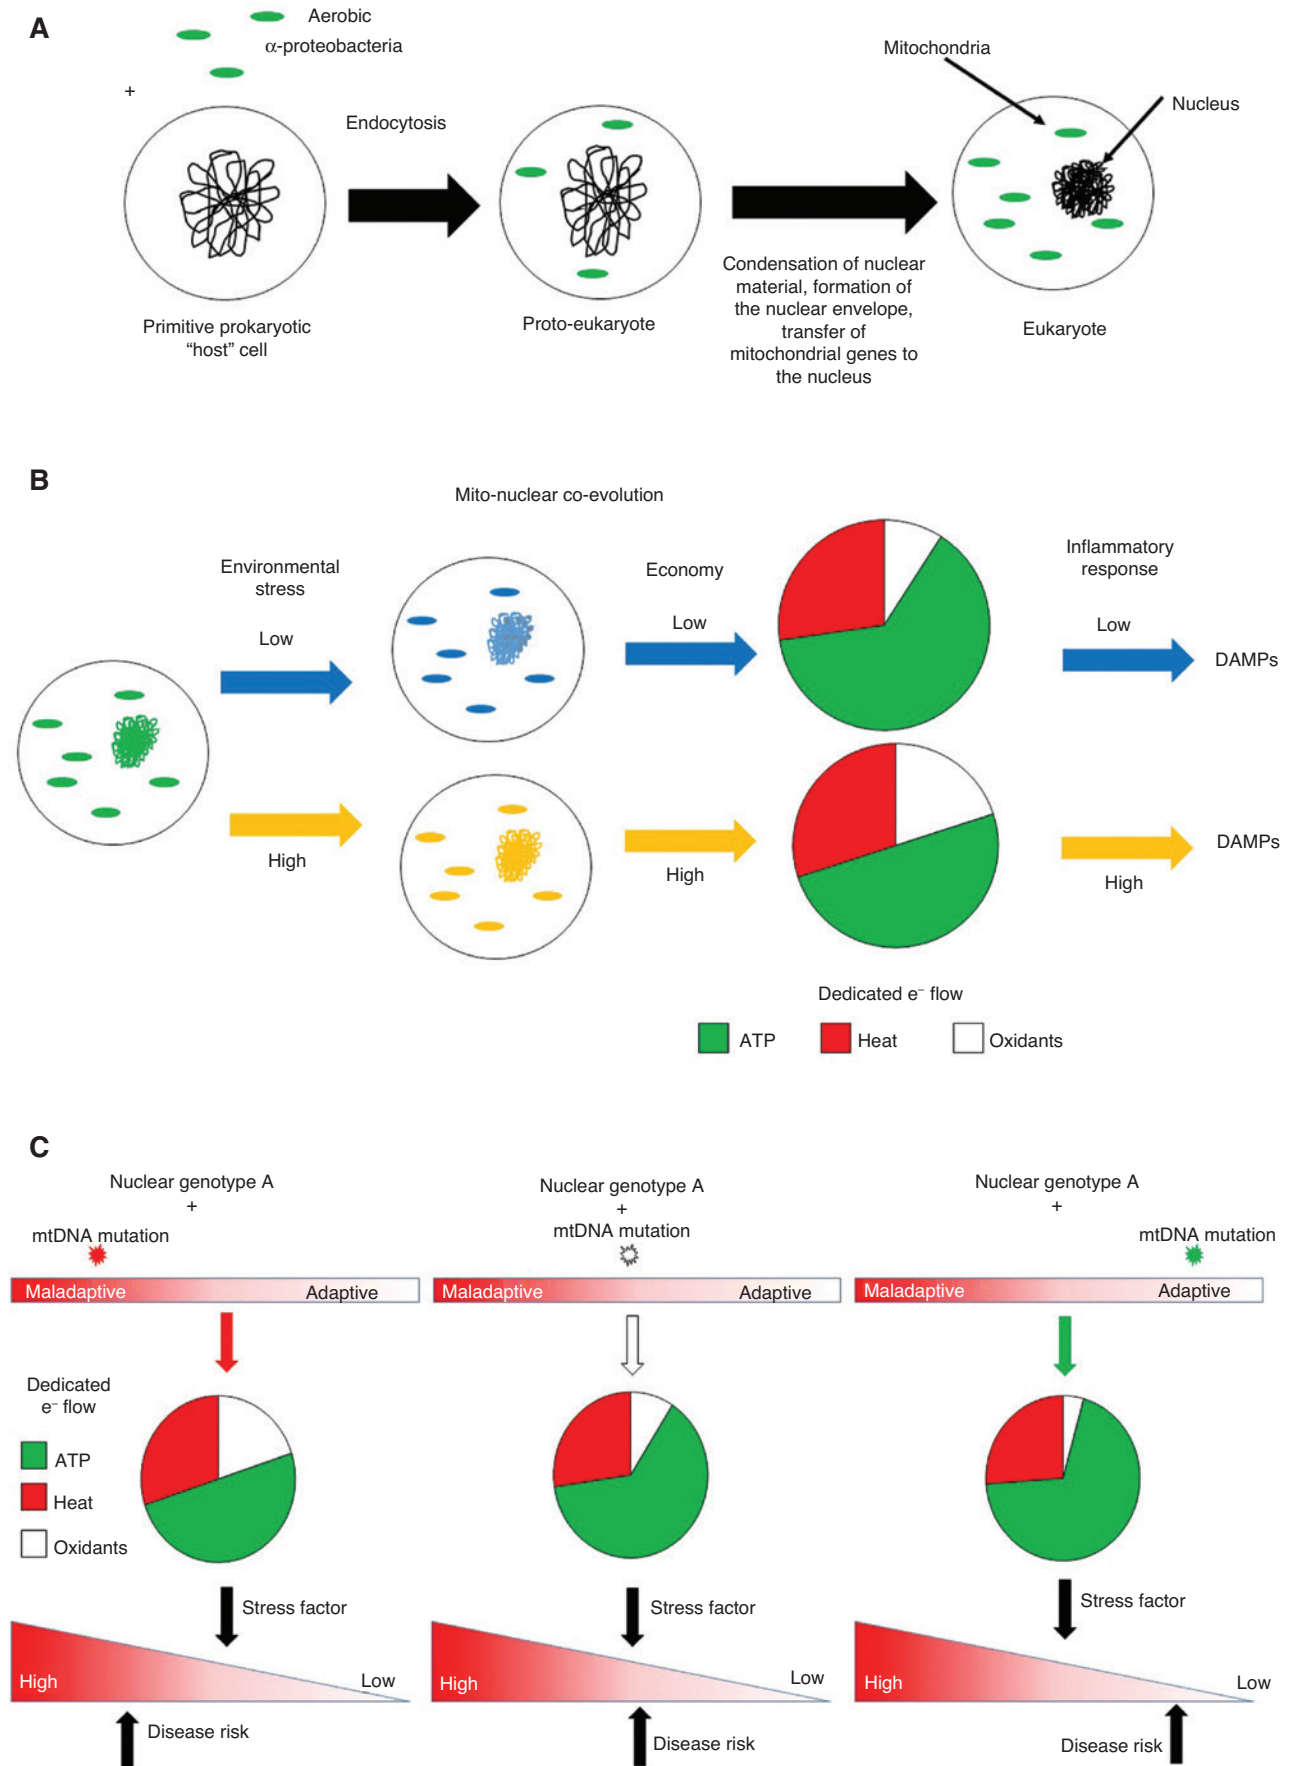 A
Aerobic
α-proteobacteria
+
Endocytosis
Mitochondria
Nucleus
Primitive prokaryotic
“host” cell
Proto-eukaryote
Condensation of nuclear
material, formation of
the nuclear envelope,
transfer of
mitochondrial genes to
the nucleus
Eukaryote
B
Mito-nuclear co-evolution
Environmental
stress
Low
High
Economy
Low
High
Inflammatory
response
Low
DAMPs
DAMPs
High
Dedicated e⁻ flow
ATP
Heat
Oxidants
C
Nuclear genotype A
+
mtDNA mutation
Maladaptive
Adaptive
Nuclear genotype A
+
mtDNA mutation
Maladaptive
Adaptive
Nuclear genotype A
+
mtDNA mutation
Maladaptive
Adaptive
Dedicated
e⁻ flow
ATP
Heat
Oxidants
Stress factor
High
Low
Disease risk
Stress factor
High
Low
Disease risk
Stress factor
High
Low
Disease risk